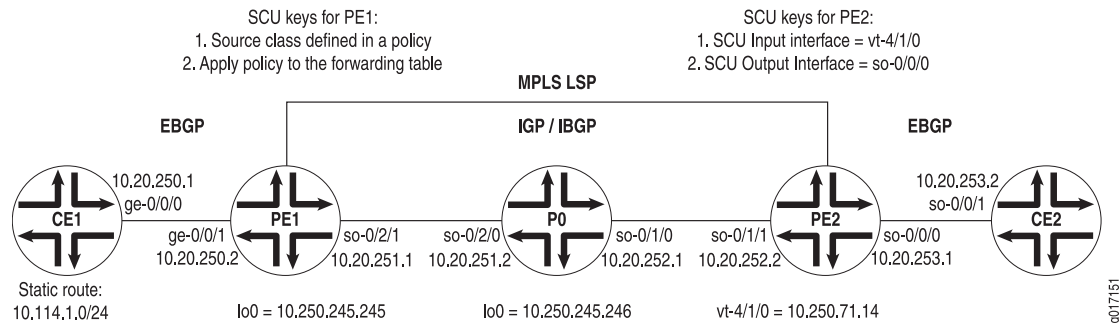 SCU keys for PE1:
1. Source class defined in a policy
2. Apply policy to the forwarding table
SCU keys for PE2:
1. SCU Input interface = vt-4/1/0
2. SCU Output Interface = so-0/0/0
MPLS LSP
EBGP
IGP / IBGP
EBGP
10.20.250.1
ge-0/0/0
CE1
PE1
P0
PE2
10.20.253.2
so-0/0/1
CE2
ge-0/0/1
10.20.250.2
so-0/2/1
10.20.251.1
so-0/2/0
10.20.251.2
so-0/1/0
10.20.252.1
so-0/1/1
10.20.252.2
so-0/0/0
10.20.253.1
Static route:
10.114.1.0/24
lo0 = 10.250.245.245
lo0 = 10.250.245.246
vt-4/1/0 = 10.250.71.14
g017151